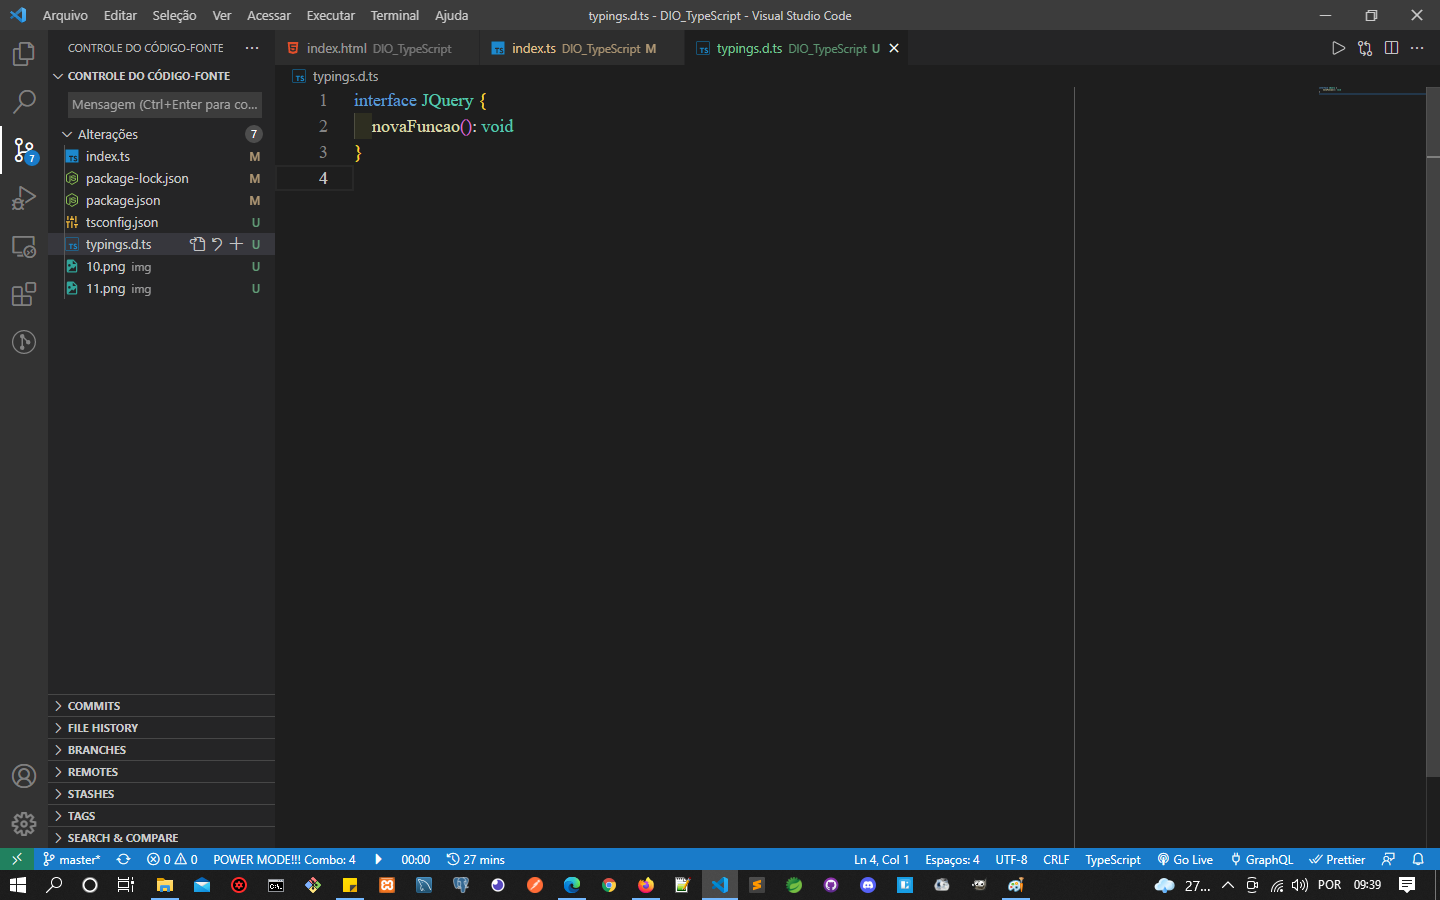 Arquivo Editar Seleção Ver Acessar Executar Terminal Ajuda typings.d.ts - DIO_TypeScript - Visual Studio Code
CONTROLE DO CÓDIGO-FONTE
index.html DIO_TypeScript
index.ts DIO_TypeScript M
typings.d.ts DIO_TypeScript U
CONTROLE DO CÓDIGO-FONTE
Mensagem (Ctrl+Enter para co...
Alterações 7
index.ts M
package-lock.json M
package.json M
tsconfig.json U
typings.d.ts U
10.png img U
11.png img U
7
TS typings.d.ts
1 interface JQuery {
2 novaFuncao(): void
3 }
4
COMMITS
FILE HISTORY
BRANCHES
REMOTES
STASHES
TAGS
SEARCH & COMPARE
master* 0 0 POWER MODE!!! Combo: 4 00:00 27 mins Ln 4, Col 1 Espaços: 4 UTF-8 CRLF TypeScript Go Live GraphQL Prettier
27... POR 09:39